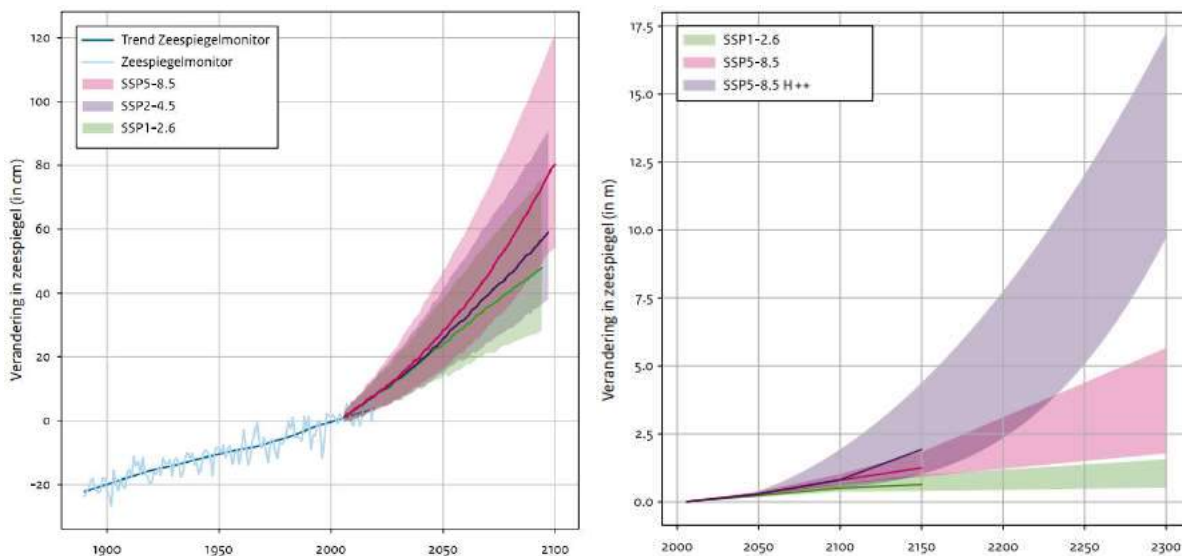 Verandering in zeespiegel (in cm)
120
100
80
60
40
20
0
-20
1900
1950
2000
2050
2100
Trend Zeespiegelmonitor
Zeespiegelmonitor
SSP5-8.5
SSP2-4.5
SSP1-2.6
Verandering in zeespiegel (in m)
17.5
15.0
12.5
10.0
7.5
5.0
2.5
0.0
2000
2050
2100
2150
2200
2250
2300
SSP1-2.6
SSP5-8.5
SSP5-8.5 H++